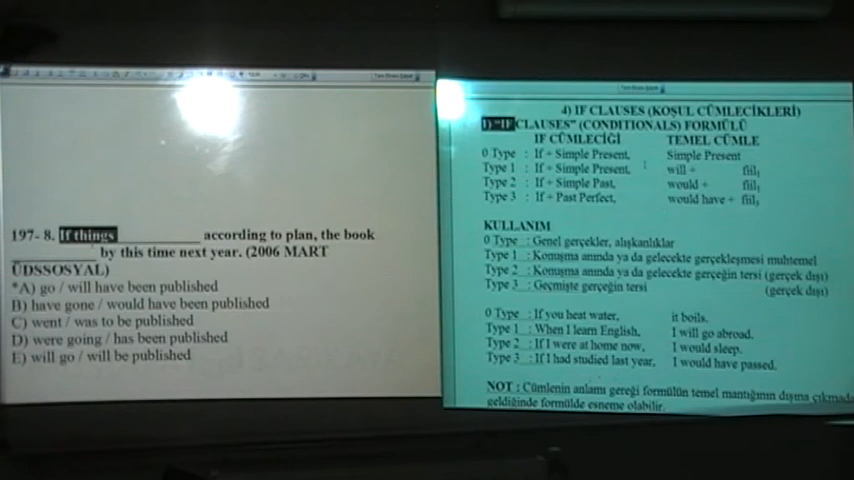 197- 8. If things ____________ according to plan, the book
____________ by this time next year. (2006 MART
ÜDSSOSYAL)
*A) go / will have been published
B) have gone / would have been published
C) went / was to be published
D) were going / has been published
E) will go / will be published
4) IF CLAUSES (KOŞUL CÜMLECİKLERİ)
1) "IF CLAUSES" (CONDITIONALS) FORMÜLÜ
IF CÜMLECİĞİ TEMEL CÜMLE
0 Type : If + Simple Present, Simple Present
Type 1 : If + Simple Present, will + fiil1
Type 2 : If + Simple Past, would + fiil1
Type 3 : If + Past Perfect, would have + fiil3
KULLANIM
0 Type : Genel gerçekler, alışkanlıklar
Type 1 : Konuşma anında ya da gelecekte gerçekleşmesi muhtemel
Type 2 : Konuşma anında ya da gelecekte gerçeğin tersi (gerçek dışı)
Type 3 : Geçmişte gerçeğin tersi (gerçek dışı)
0 Type : If you heat water, it boils.
Type 1 : When I learn English, I will go abroad.
Type 2 : If I were at home now, I would sleep.
Type 3 : If I had studied last year, I would have passed.
NOT : Cümlenin anlamı gereği formülün temel mantığının dışına çıkmada
geldiğinde formülde esneme olabilir.